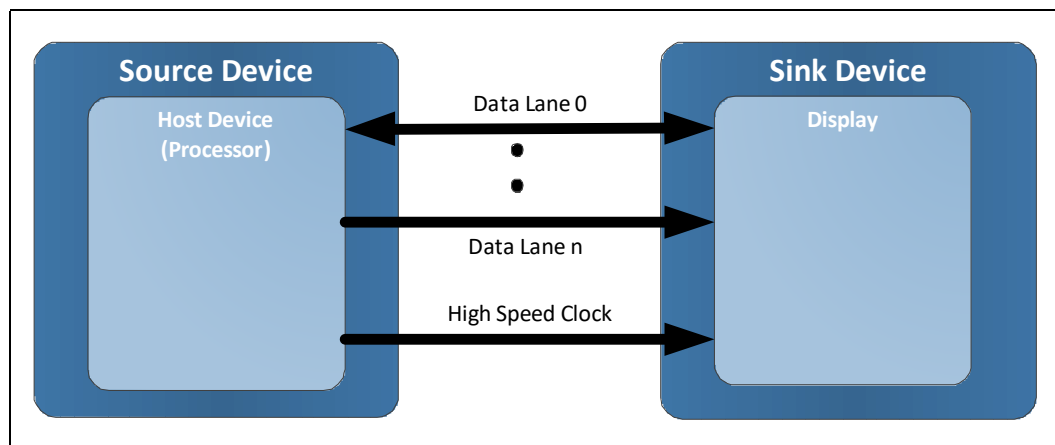 Source Device
Host Device
(Processor)
Data Lane 0
Data Lane n
High Speed Clock
Sink Device
Display